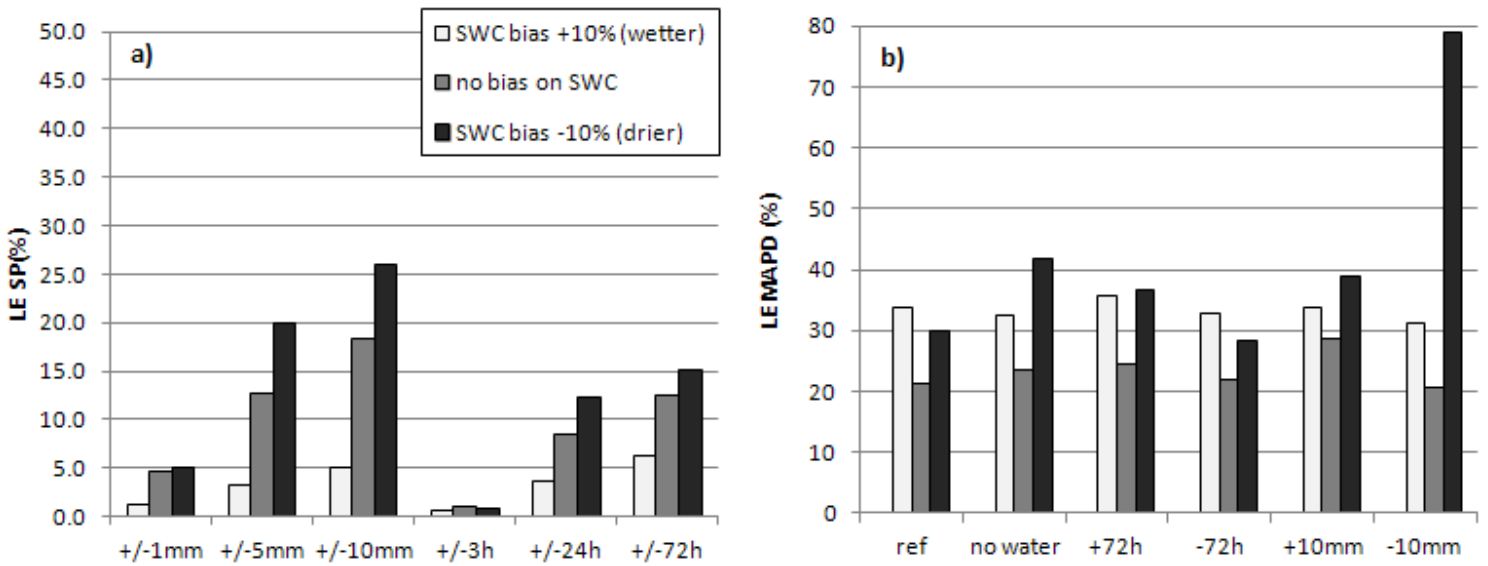 a)
LE SP(%)
50.0
45.0
40.0
35.0
30.0
25.0
20.0
15.0
10.0
5.0
0.0
SWC bias +10% (wetter)
no bias on SWC
SWC bias -10% (drier)
+/-1mm +/-5mm +/-10mm +/-3h +/-24h +/-72h
b)
LE MAPD (%)
80
70
60
50
40
30
20
10
0
ref no water +72h -72h +10mm -10mm